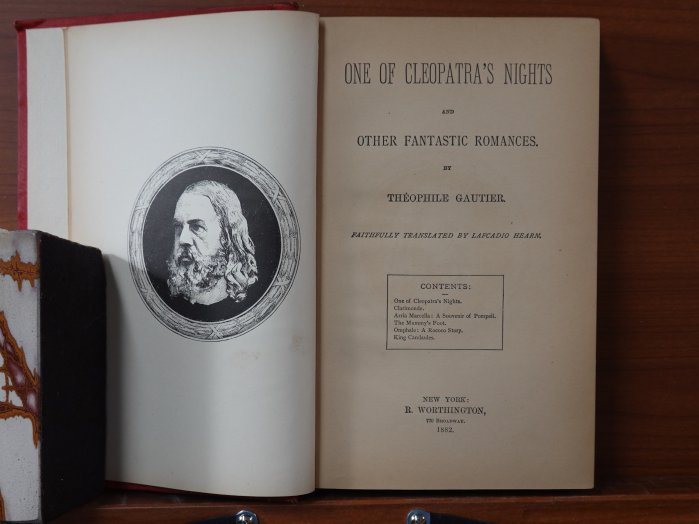 ONE OF CLEOPATRA'S NIGHTS
AND
OTHER FANTASTIC ROMANCES.
BY
THÉOPHILE GAUTIER.
FAITHFULLY TRANSLATED BY LAFCADIO HEARN.
CONTENTS:
One of Cleopatra's Nights.
Clarimonde.
Arria Marcella: A Souvenir of Pompeii.
The Mummy's Foot.
Omphale: A Rococo Story.
King Candaules.
NEW YORK:
R. WORTHINGTON,
770 BROADWAY.
1882.